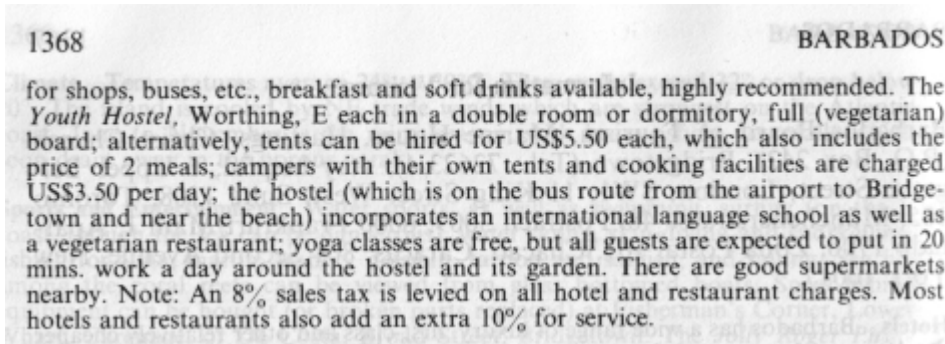 1368 BARBADOS
for shops, buses, etc., breakfast and soft drinks available, highly recommended. The
Youth Hostel, Worthing, E each in a double room or dormitory, full (vegetarian)
board; alternatively, tents can be hired for US$5.50 each, which also includes the
price of 2 meals; campers with their own tents and cooking facilities are charged
US$3.50 per day; the hostel (which is on the bus route from the airport to Bridge-
town and near the beach) incorporates an international language school as well as
a vegetarian restaurant; yoga classes are free, but all guests are expected to put in 20
mins. work a day around the hostel and its garden. There are good supermarkets
nearby. Note: An 8% sales tax is levied on all hotel and restaurant charges. Most
hotels and restaurants also add an extra 10% for service.